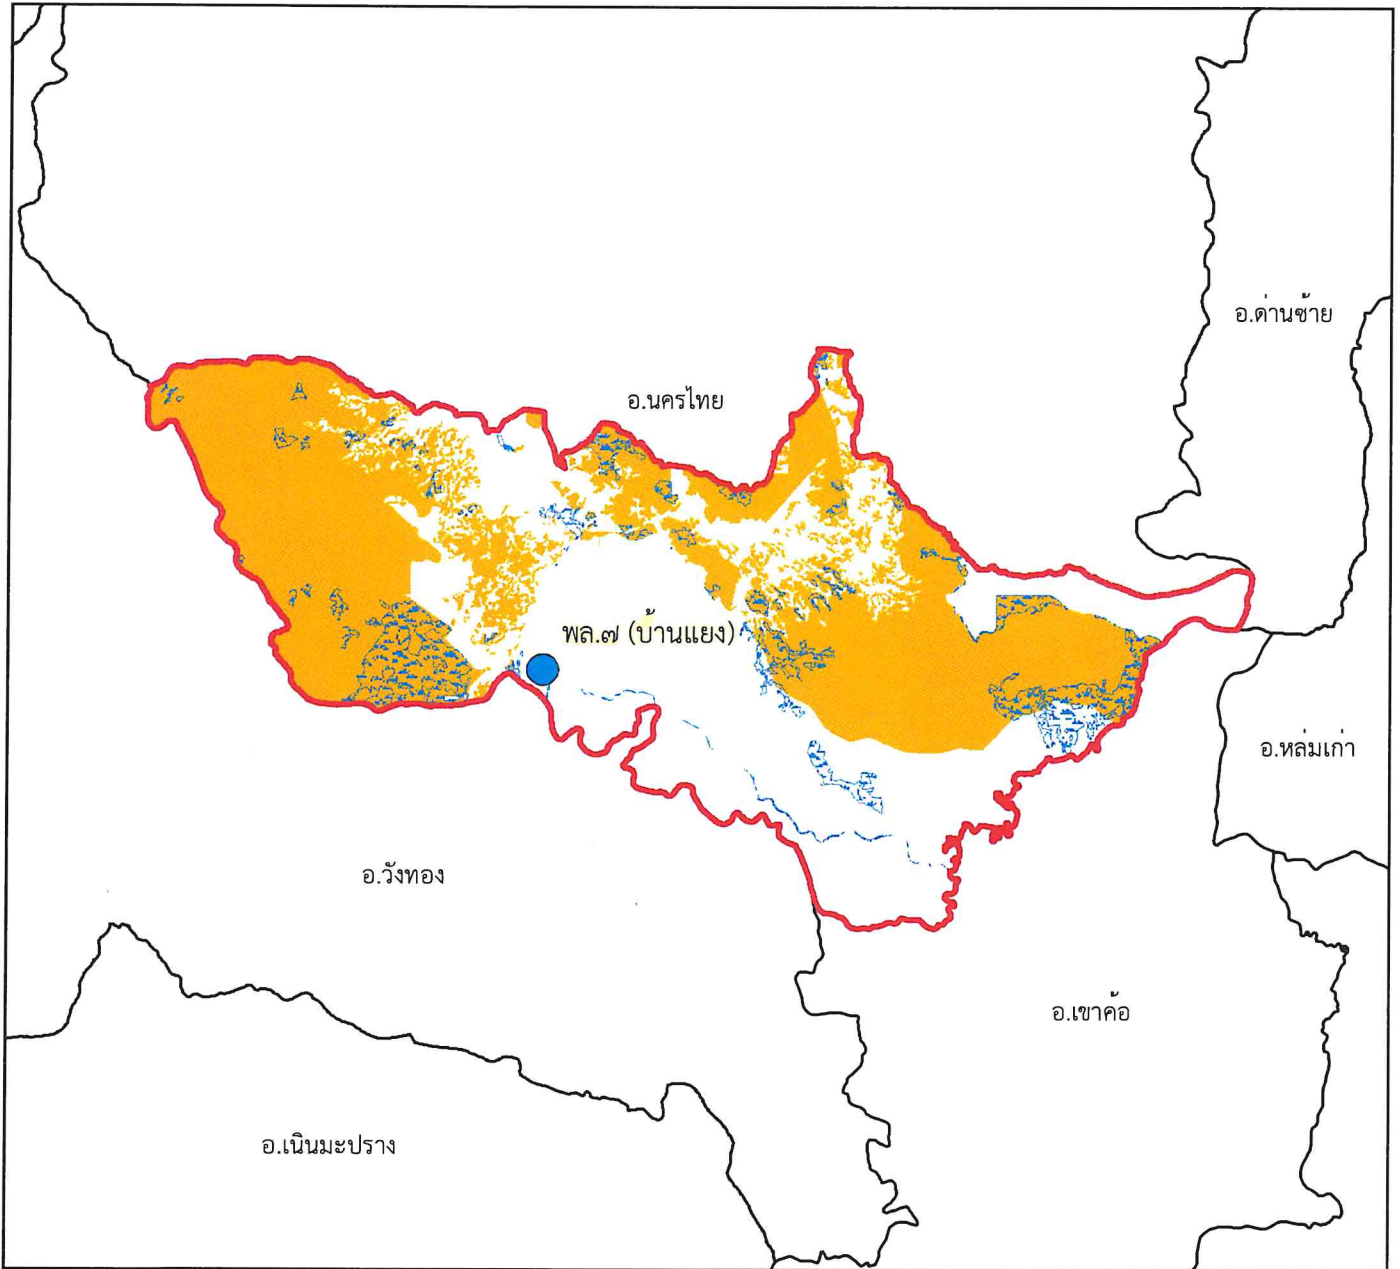 อ.ด่านซ้าย
อ.นครไทย
พล.๗ (บ้านแยง)
อ.หล่มเก่า
อ.วังทอง
อ.เขาค้อ
อ.เนินมะปราง